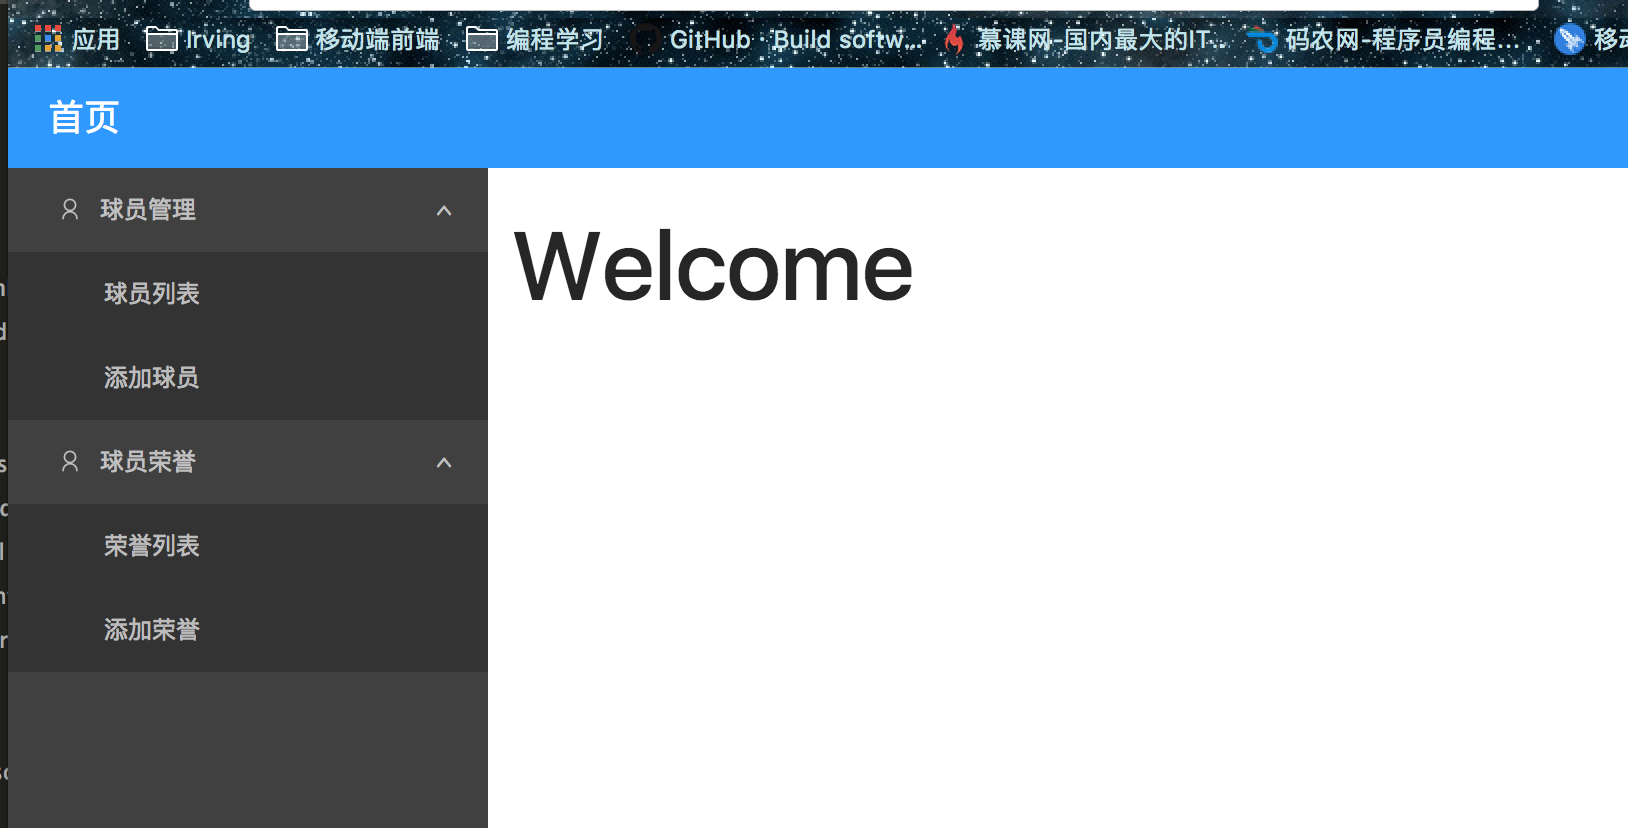 应用 Irving 移动端前端 编程学习 GitHub · Build softw... 慕课网-国内最大的IT... 码农网-程序员编程... 移动
首页
球员管理
球员列表
添加球员
球员荣誉
荣誉列表
添加荣誉
Welcome